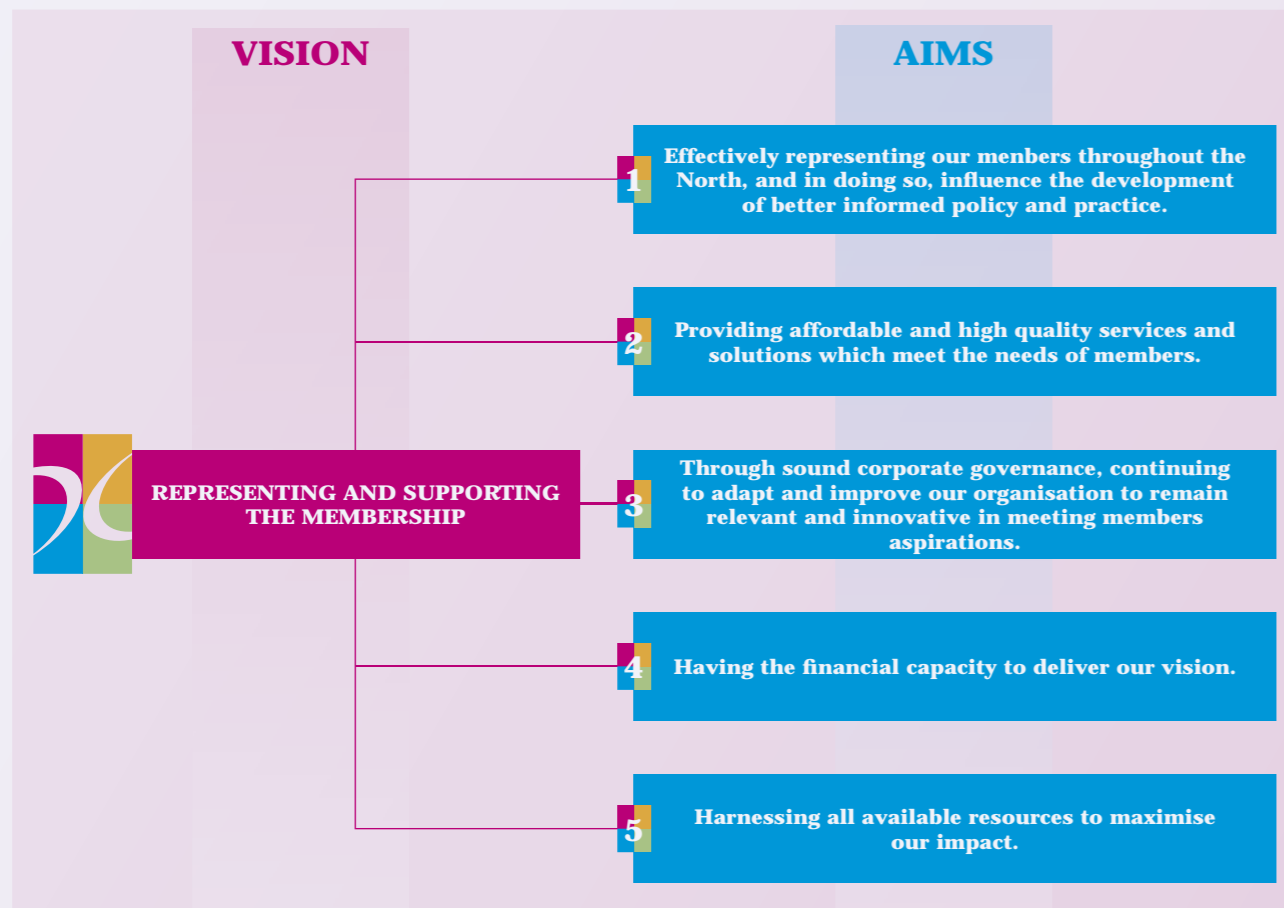 VISION
AIMS
1
Effectively representing our menbers throughout the
North, and in doing so, influence the development
of better informed policy and practice.
2
Providing affordable and high quality services and
solutions which meet the needs of members.
REPRESENTING AND SUPPORTING
THE MEMBERSHIP
3
Through sound corporate governance, continuing
to adapt and improve our organisation to remain
relevant and innovative in meeting members
aspirations.
4
Having the financial capacity to deliver our vision.
5
Harnessing all available resources to maximise
our impact.